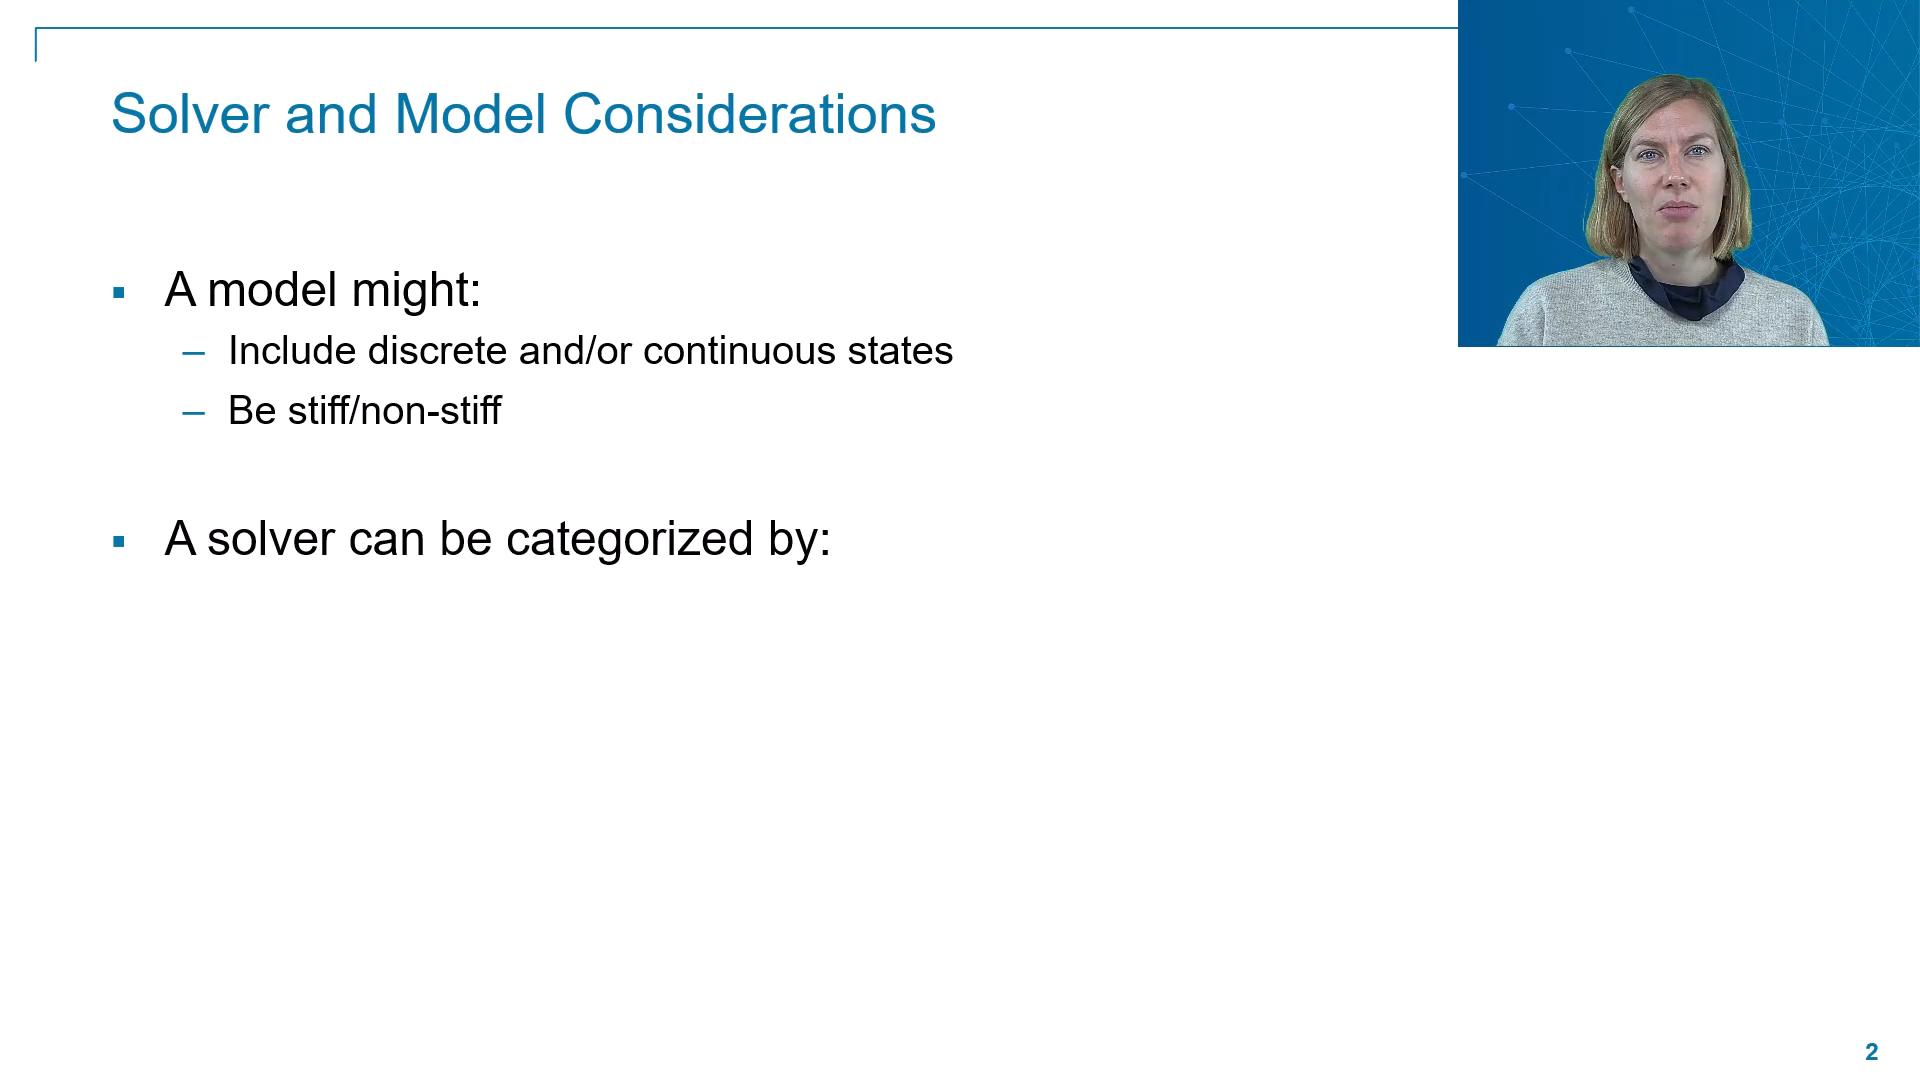 Solver and Model Considerations
▪ A model might:
– Include discrete and/or continuous states
– Be stiff/non-stiff
▪ A solver can be categorized by:
2